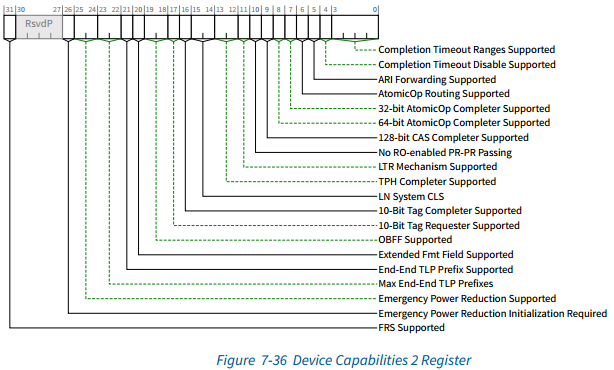 31 30 27 26 25 24 23 22 21 20 19 18 17 16 15 14 13 12 11 10 9 8 7 6 5 4 3 0
RsvdP
Completion Timeout Ranges Supported
Completion Timeout Disable Supported
ARI Forwarding Supported
AtomicOp Routing Supported
32-bit AtomicOp Completer Supported
64-bit AtomicOp Completer Supported
128-bit CAS Completer Supported
No RO-enabled PR-PR Passing
LTR Mechanism Supported
TPH Completer Supported
LN System CLS
10-Bit Tag Completer Supported
10-Bit Tag Requester Supported
OBFF Supported
Extended Fmt Field Supported
End-End TLP Prefix Supported
Max End-End TLP Prefixes
Emergency Power Reduction Supported
Emergency Power Reduction Initialization Required
FRS Supported
Figure 7-36 Device Capabilities 2 Register